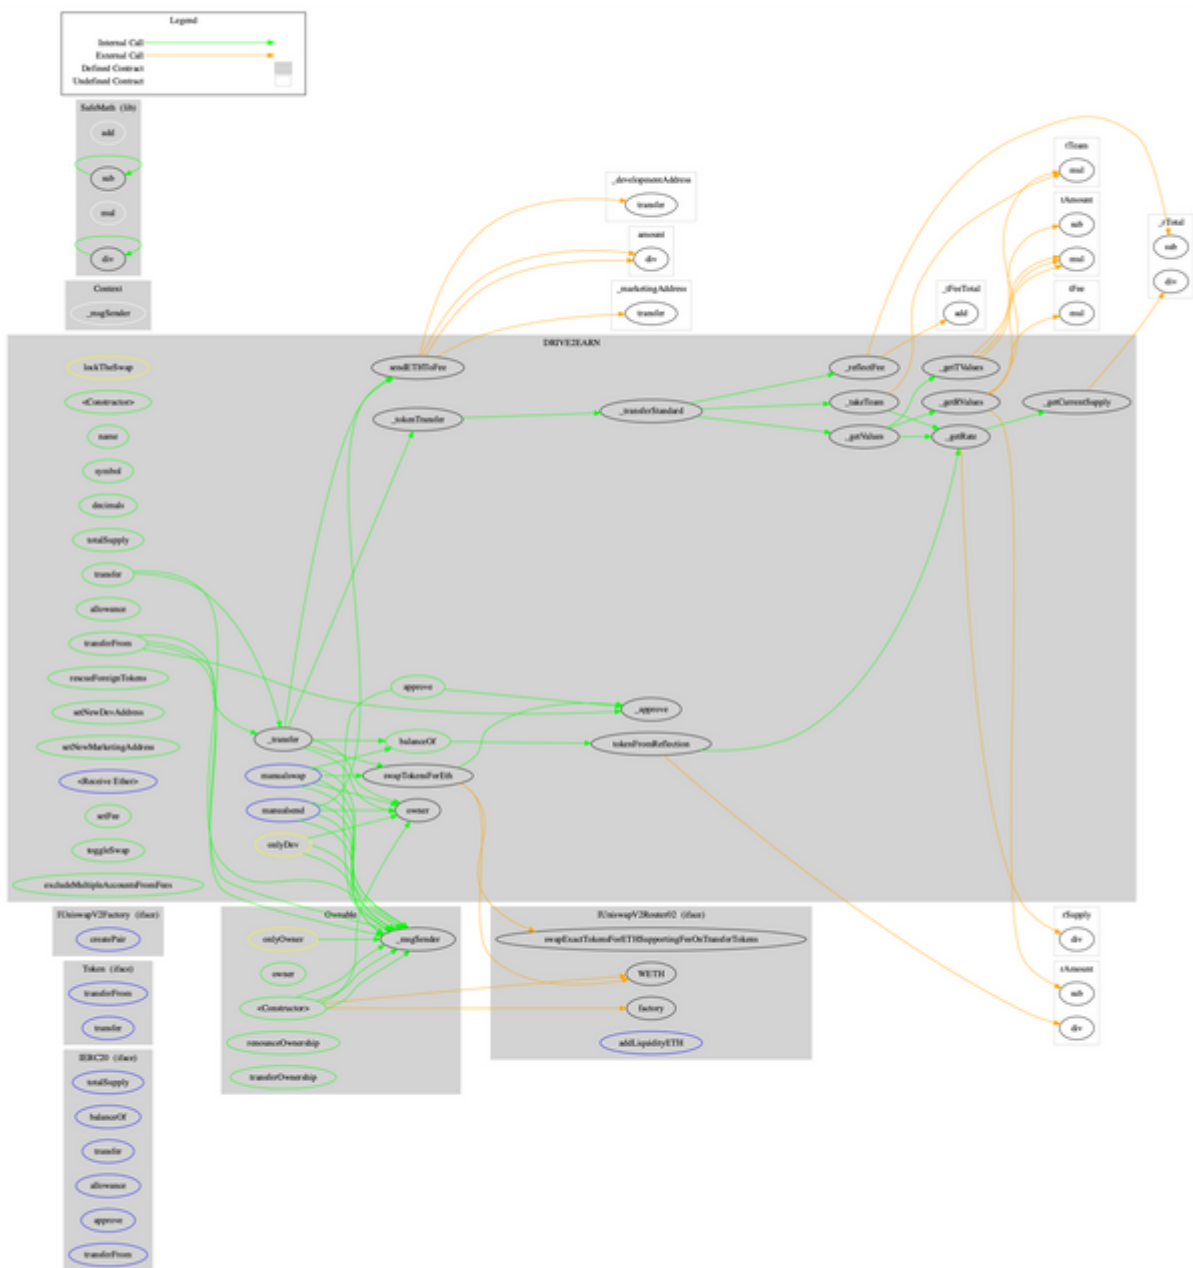 Legend
Internal Call
External Call
Defined Contract
Undefined Contract
SafeMath (lib)
add
sub
mul
div
Context
_msgSender
_developmentAddress
transfer
amount
div
_marketingAddress
transfer
_tFeeTotal
add
tTeam
mul
tAmount
sub
mul
tFee
mul
_rTotal
sub
div
DRIVE2EARN
lockTheSwap
<Constructor>
name
symbol
decimals
totalSupply
transfer
allowance
transferFrom
rescueForeignTokens
setNewDevAddress
setNewMarketingAddress
<Receive Ether>
setFee
toggleSwap
excludeMultipleAccountsFromFees
_transfer
manualswap
manualsend
onlyDev
sendETHToFee
_tokenTransfer
approve
balanceOf
swapTokensForEth
owner
_transferStandard
_approve
tokenFromReflection
_reflectFee
_takeTeam
_getValues
_getTValues
_getRValues
_getRate
_getCurrentSupply
IUniswapV2Factory (iface)
createPair
Token (iface)
transferFrom
transfer
IERC20 (iface)
totalSupply
balanceOf
transfer
allowance
approve
transferFrom
Ownable
onlyOwner
owner
<Constructor>
renounceOwnership
transferOwnership
_msgSender
IUniswapV2Router02 (iface)
swapExactTokensForETHSupportingFeeOnTransferTokens
WETH
factory
addLiquidityETH
rSupply
div
rAmount
sub
div